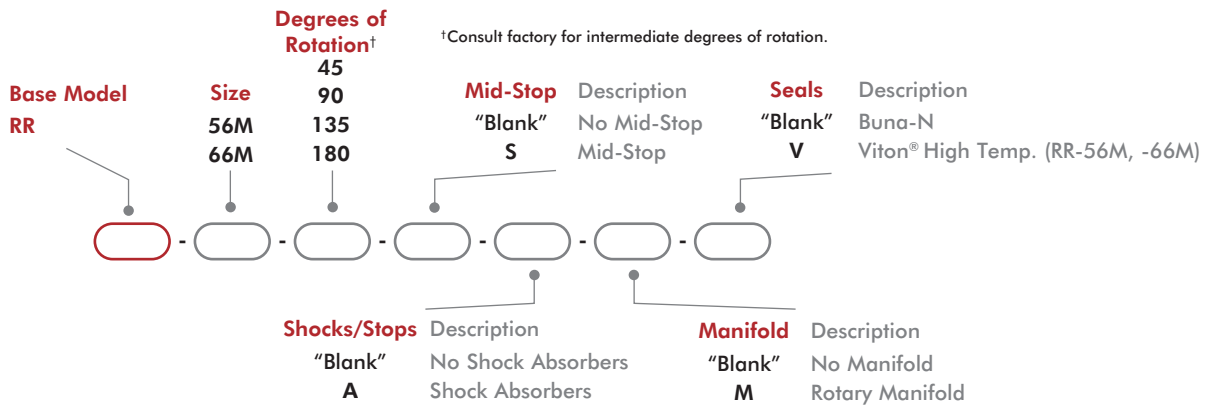 Degrees of
Rotation†
45
90
135
180
†Consult factory for intermediate degrees of rotation.
Base Model
RR
Size
56M
66M
Mid-Stop Description
"Blank" No Mid-Stop
S Mid-Stop
Seals Description
"Blank" Buna-N
V Viton® High Temp. (RR-56M, -66M)
- - - - - -
Shocks/Stops Description
"Blank" No Shock Absorbers
A Shock Absorbers
Manifold Description
"Blank" No Manifold
M Rotary Manifold